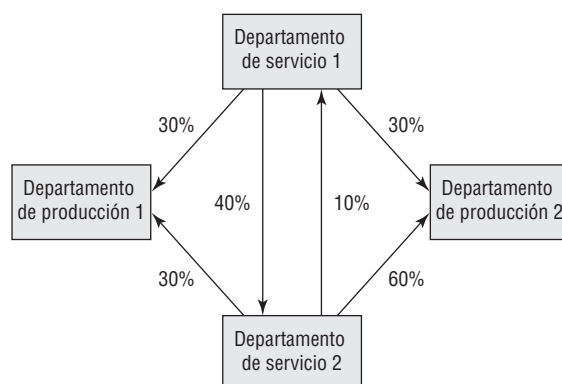 Departamento
de servicio 1
30%
30%
Departamento
de producción 1
40%
10%
Departamento
de producción 2
30%
60%
Departamento
de servicio 2